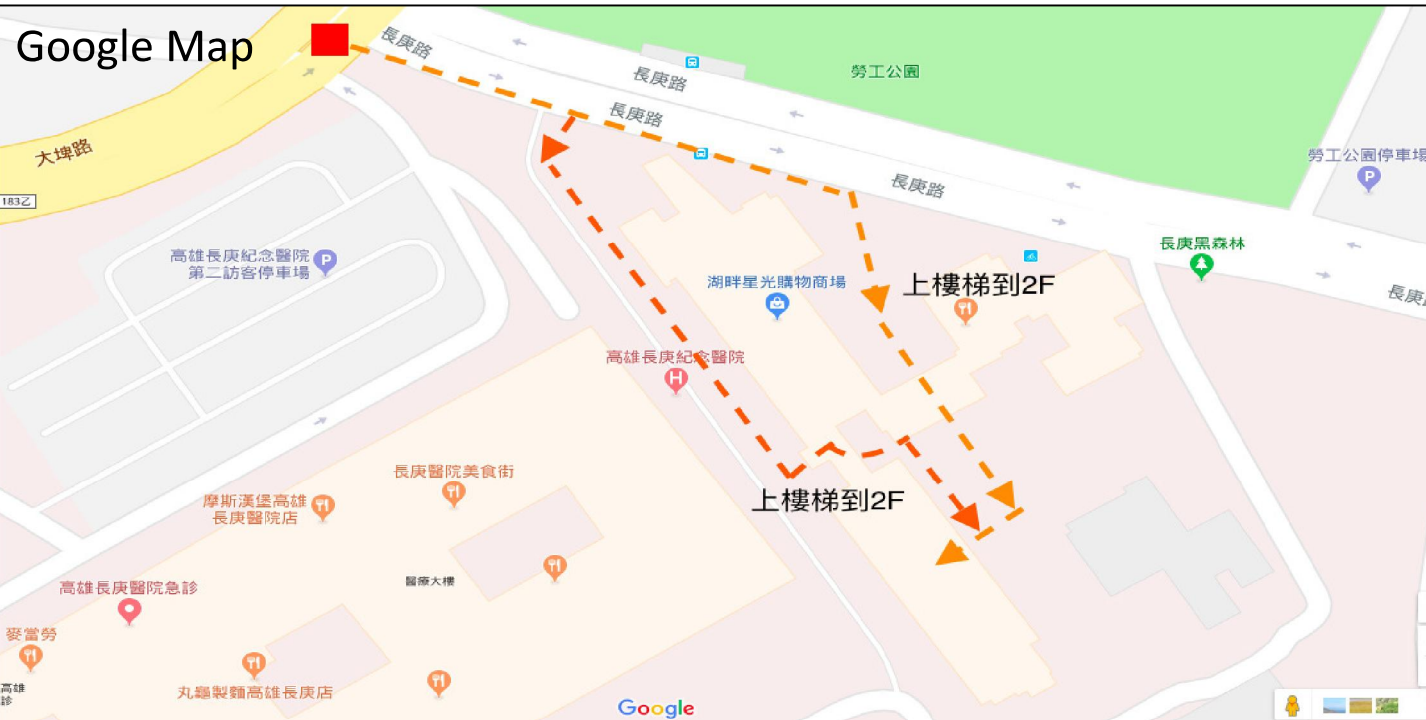 Google Map
長庚路
長庚路
勞工公園
長庚路
大埤路
勞工公園停車場
P
183乙
長庚路
長庚黑森林
高雄長庚紀念醫院
第二訪客停車場
P
湖畔星光購物商場
上樓梯到2F
長庚
高雄長庚紀念醫院
H
長庚醫院美食街
上樓梯到2F
摩斯漢堡高雄
長庚醫院店
醫療大樓
高雄長庚醫院急診
麥當勞
高雄
診
丸龜製麵高雄長庚店
Google